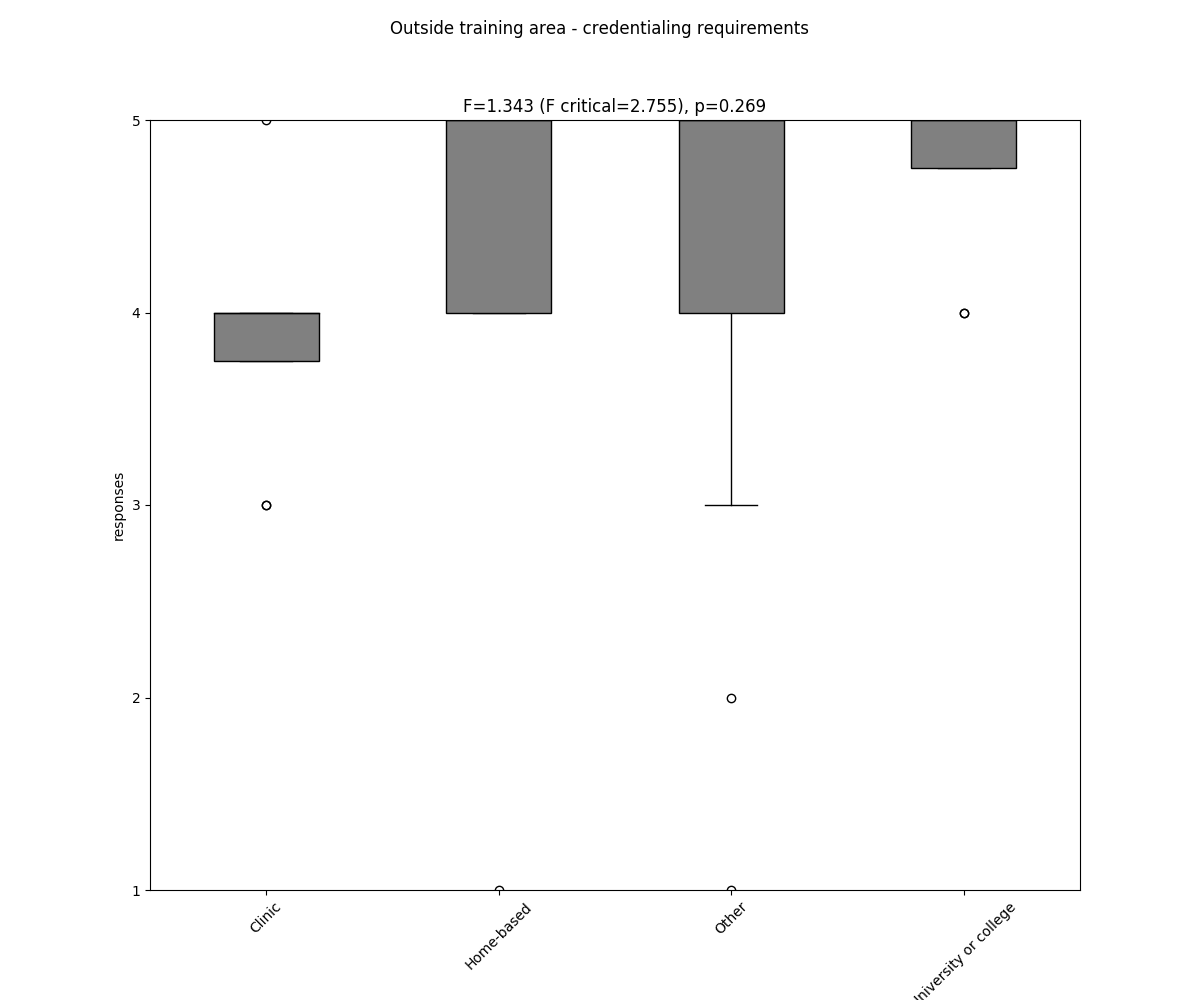 Outside training area - credentialing requirements
F=1.343 (F critical=2.755), p=0.269
5
4
3
2
1
responses
Clinic
Home-based
Other
or college